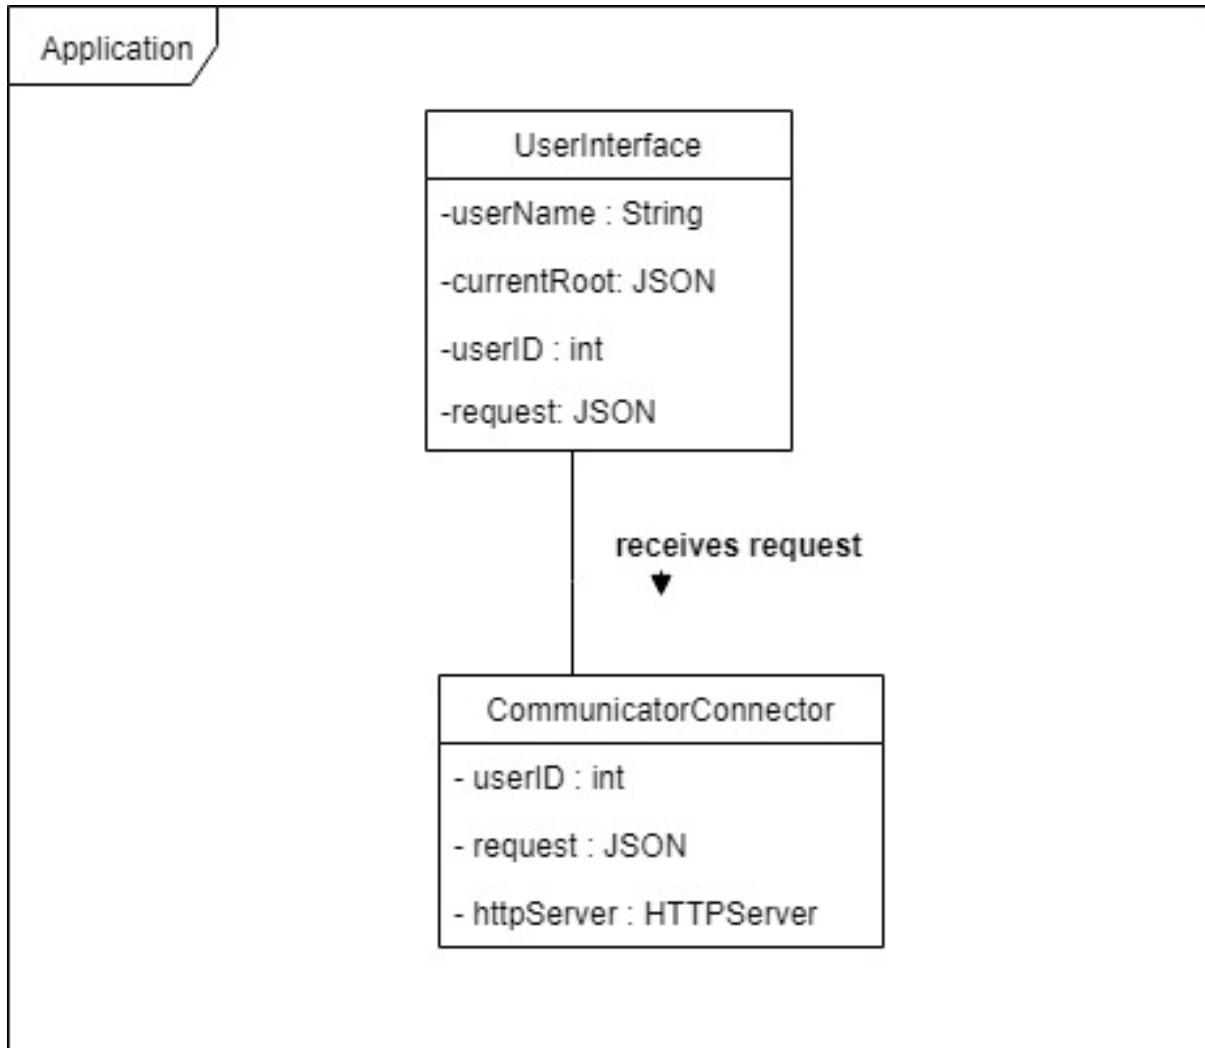 Application
UserInterface
-userName : String
-currentRoot: JSON
-userID : int
-request: JSON
receives request
CommunicatorConnector
- userID : int
- request : JSON
- httpServer : HTTPServer